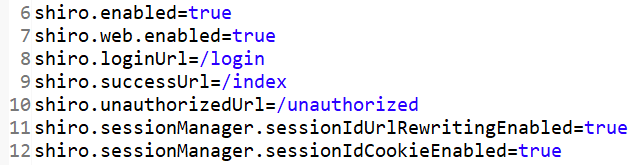 6 shiro.enabled=true
7 shiro.web.enabled=true
8 shiro.loginUrl=/login
9 shiro.successUrl=/index
10 shiro.unauthorizedUrl=/unauthorized
11 shiro.sessionManager.sessionIdUrlRewritingEnabled=true
12 shiro.sessionManager.sessionIdCookieEnabled=true